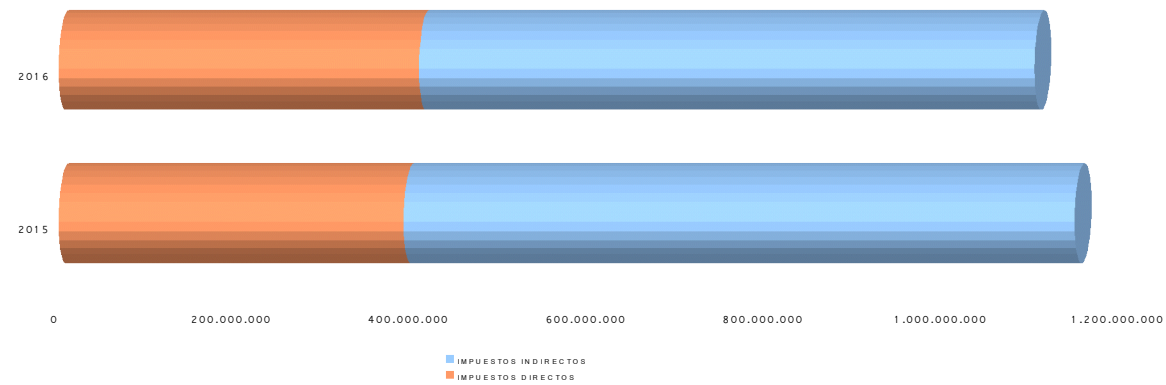 2016
2015
0 200.000.000 400.000.000 600.000.000 800.000.000 1.000.000.000 1.200.000.000
IMPUESTOS INDIRECTOS
IMPUESTOS DIRECTOS